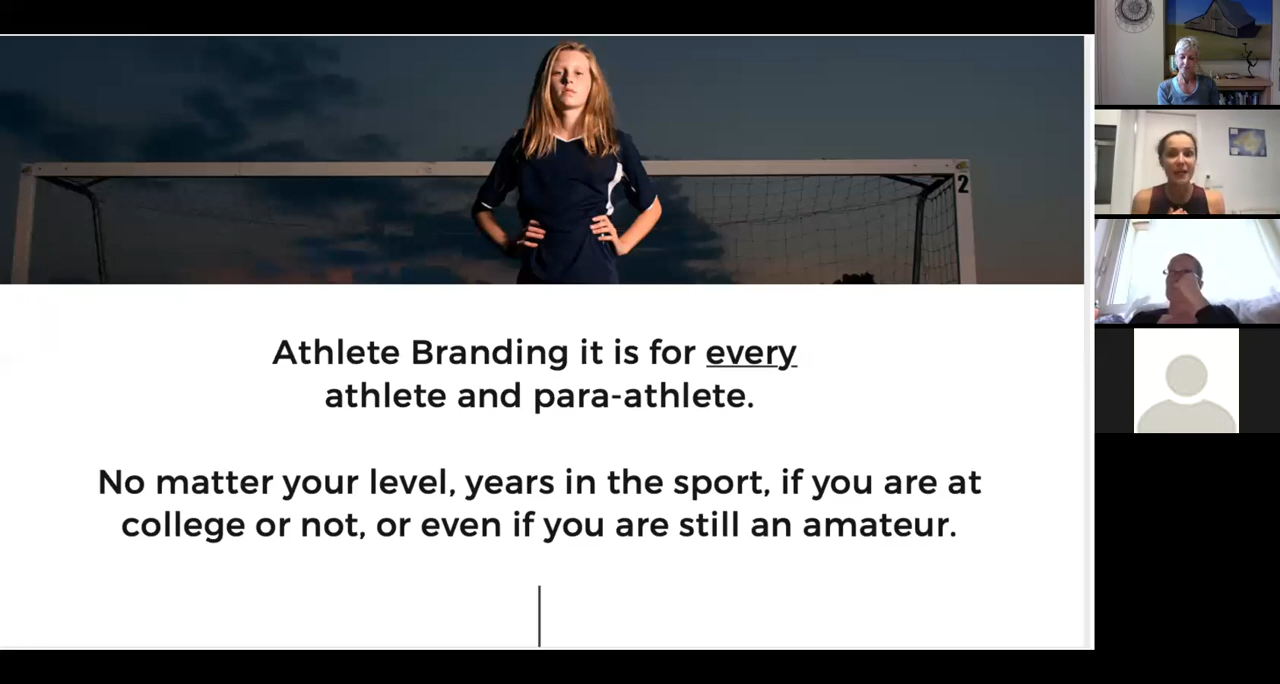 2
Athlete Branding it is for every
athlete and para-athlete.
No matter your level, years in the sport, if you are at
college or not, or even if you are still an amateur.